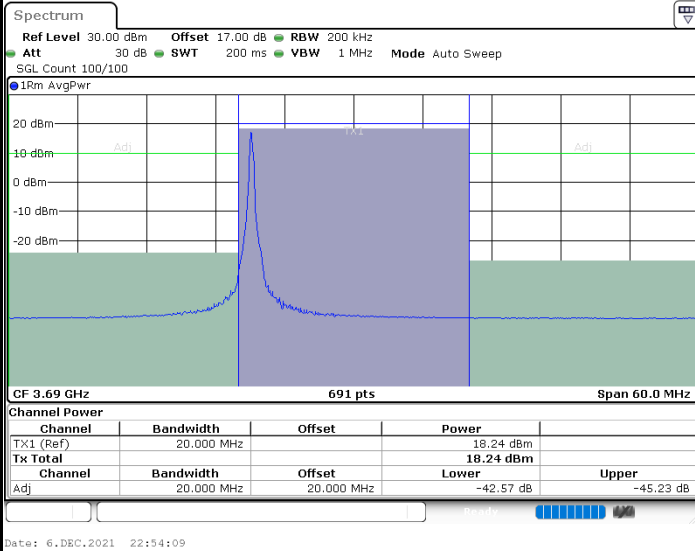 Spectrum
Ref Level 30.00 dBm Offset 17.00 dB RBW 200 kHz
Att 30 dB SWT 200 ms VBW 1 MHz Mode Auto Sweep
SGL Count 100/100
1Rm AvgPwr
20 dBm
TX1
Adj Adj
10 dBm
0 dBm
-10 dBm
-20 dBm
CF 3.69 GHz 691 pts Span 60.0 MHz
Channel Power
Channel Bandwidth Offset Power
TX1 (Ref) 20.000 MHz 18.24 dBm
Tx Total 18.24 dBm
Channel Bandwidth Offset Lower Upper
Adj 20.000 MHz 20.000 MHz -42.57 dB -45.23 dB
Ready
Date: 6.DEC.2021 22:54:09